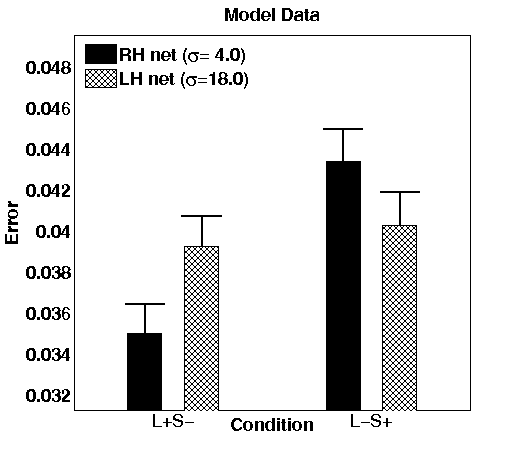 Model Data
RH net (σ= 4.0)
LH net (σ=18.0)
0.048
0.046
0.044
0.042
0.04
0.038
0.036
0.034
0.032
Error
L+S−
L−S+
Condition